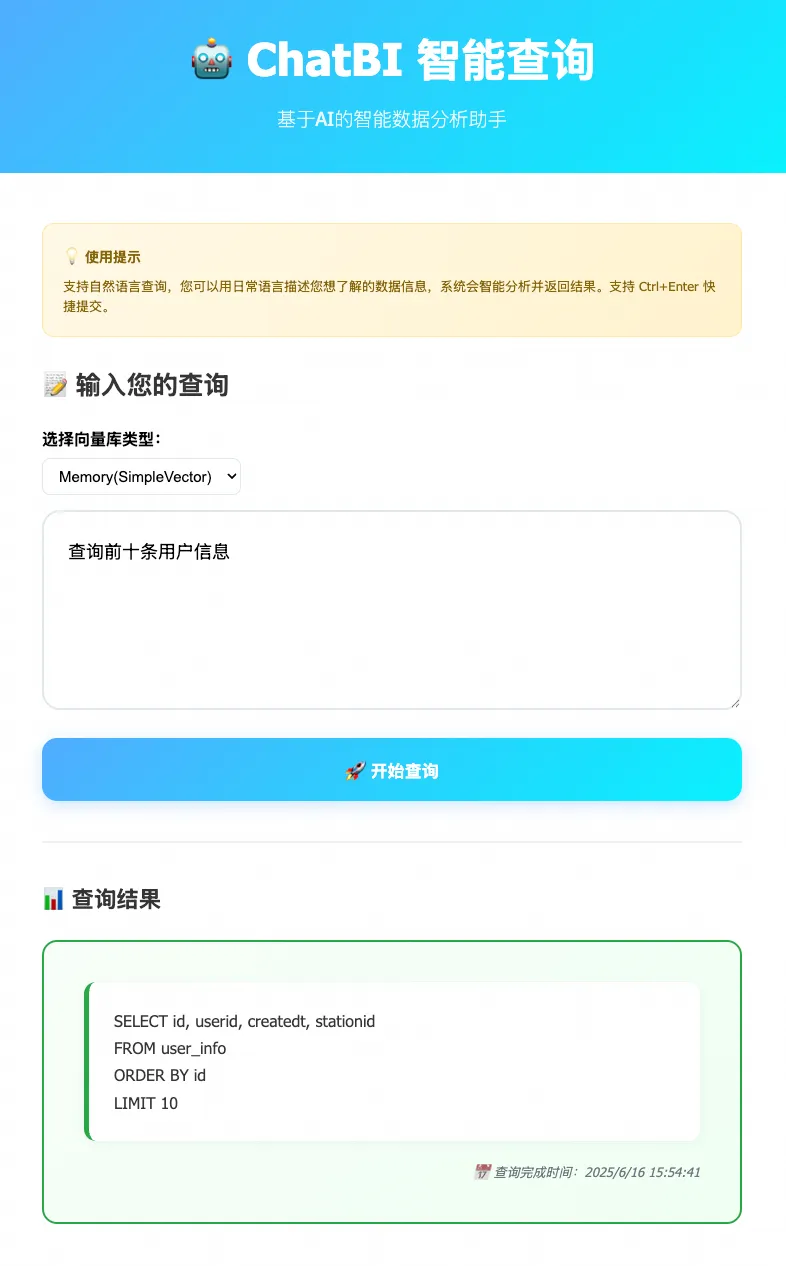 🤖 ChatBI 智能查询
基于AI的智能数据分析助手
💡 使用提示
支持自然语言查询，您可以用日常语言描述您想了解的数据信息，系统会智能分析并返回结果。支持 Ctrl+Enter 快
捷提交。
📝 输入您的查询
选择向量库类型：
Memory(SimpleVector)
查询前十条用户信息
🚀 开始查询
📊 查询结果
SELECT id, userid, createdt, stationid
FROM user_info
ORDER BY id
LIMIT 10
📅 查询完成时间：2025/6/16 15:54:41